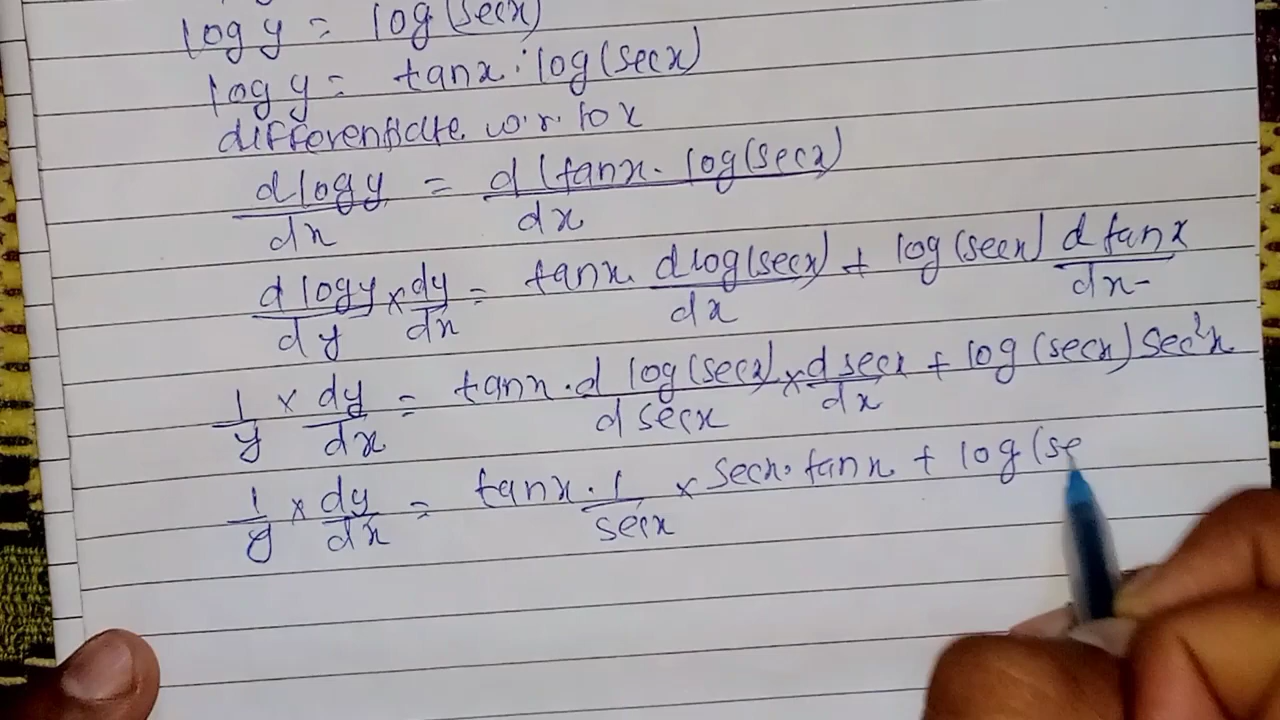 log y = log (secx)
log y = tanx . log (secx)
differentiate w.r. to x
d log y / dx = d (tanx . log (secx) / dx
d log y / dy × dy / dx = tanx . d log (secx) / dx + log (secx) d tanx / dx
1 / y × dy / dx = tanx . d log (secx) / d secx × d secx / dx + log (secx) sec²x
1 / y × dy / dx = tanx . 1 / secx × secx . tanx + log (se